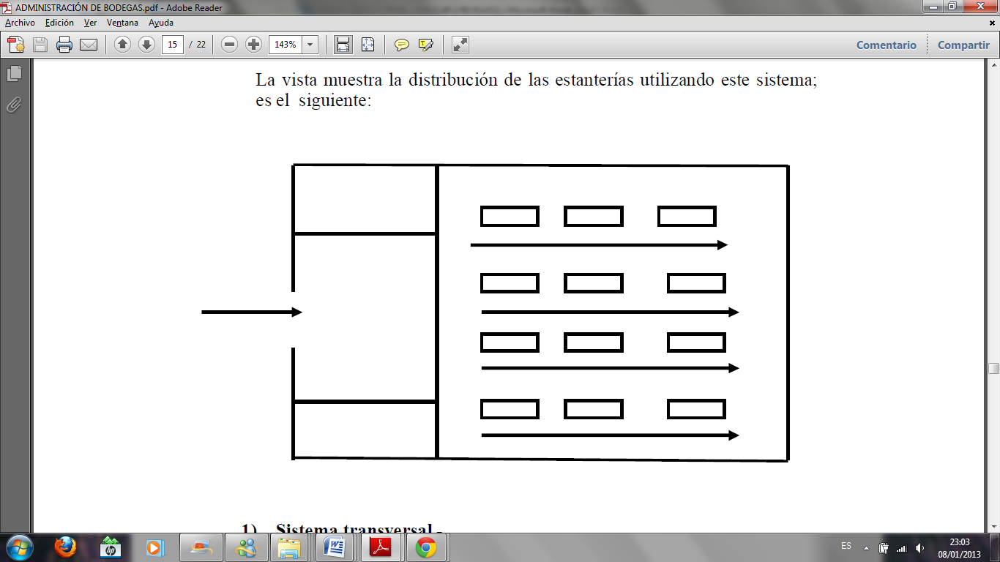 ADMINISTRACIÓN DE BODEGAS.pdf - Adobe Reader
Archivo Edición Ver Ventana Ayuda
15 / 22 143% Comentario Compartir
La vista muestra la distribución de las estanterías utilizando este sistema;
es el siguiente:
1) Sistema transversal.-
ES 23:03
08/01/2013